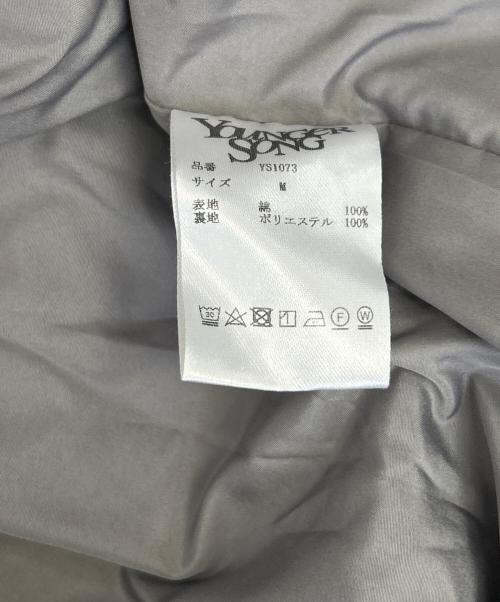 YOUNGER
SONG
品番 YS1073
サイズ M
表地 綿 100%
裏地 ポリエステル 100%
30
F W